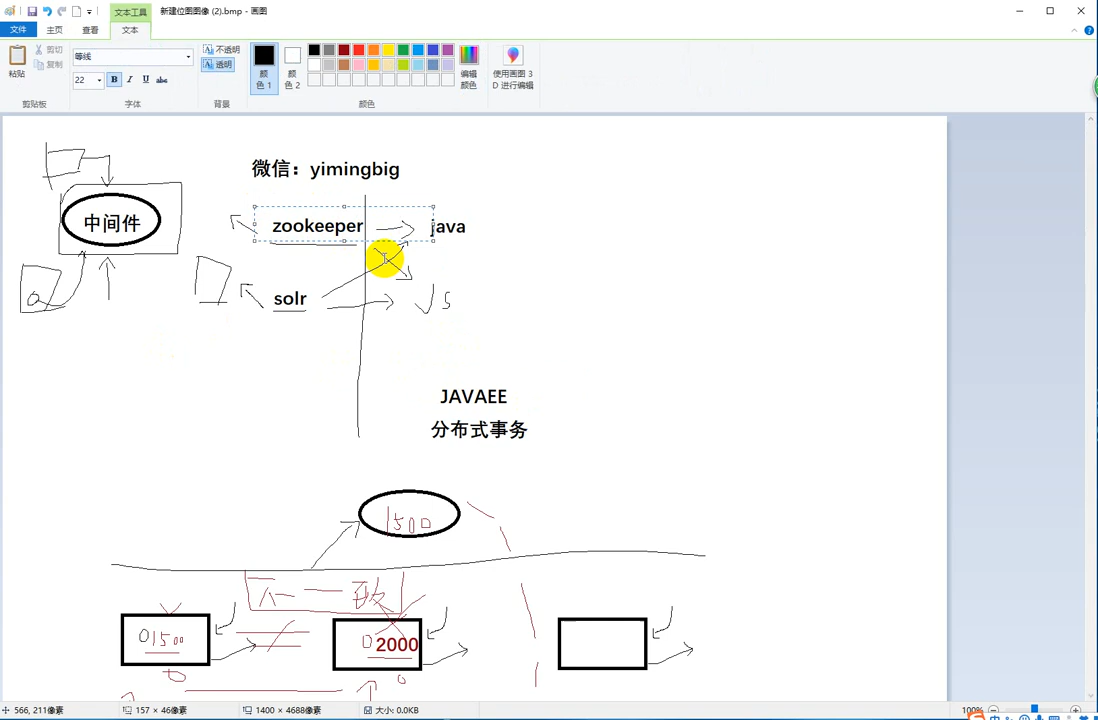 新建位图图像 (2).bmp - 画图
文本工具
文件
主页
查看
文本
粘贴
剪切
复制
剪贴板
等线
22
B I U abc
字体
不透明
透明
背景
颜色 1
颜色 2
编辑颜色
颜色
使用画图 3D 进行编辑
微信：yimingbig
中间件
zookeeper
java
solr
JS
JAVAEE
分布式事务
1500
不一致
01500
0 2000
566, 211像素
157 × 46像素
1400 × 4688像素
大小: 0.0KB
100%